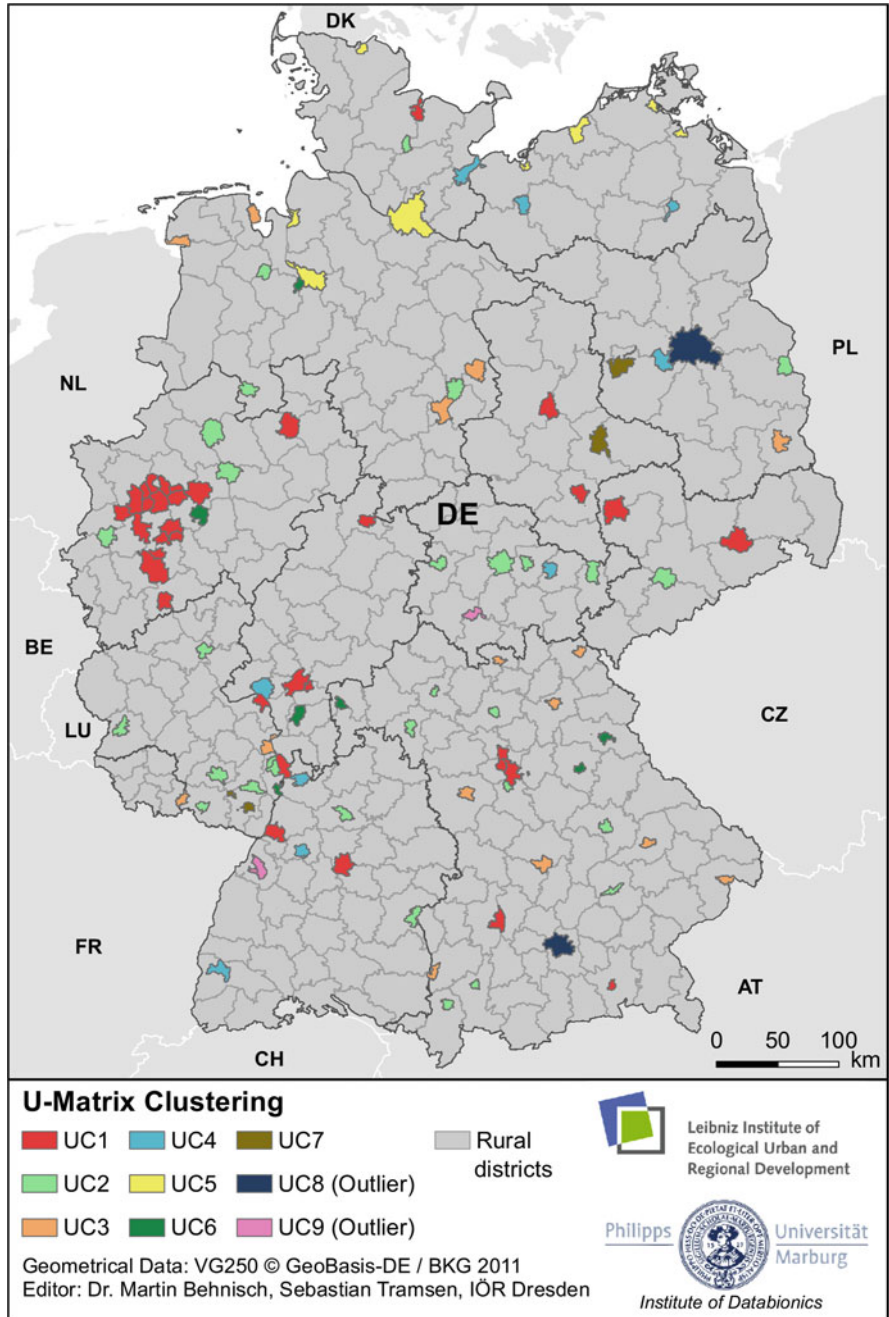 DK
PL
NL
DE
BE
LU
CZ
FR
AT
CH
0 50 100
km
U-Matrix Clustering
UC1 UC4 UC7 Rural districts
UC2 UC5 UC8 (Outlier)
UC3 UC6 UC9 (Outlier)
Geometrical Data: VG250 © GeoBasis-DE / BKG 2011
Editor: Dr. Martin Behnisch, Sebastian Tramsen, IÖR Dresden
Leibniz Institute of
Ecological Urban and
Regional Development
Philipps Universität
Marburg
Institute of Databionics